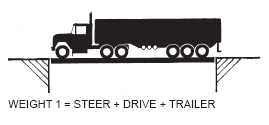 WEIGHT 1 = STEER + DRIVE + TRAILER